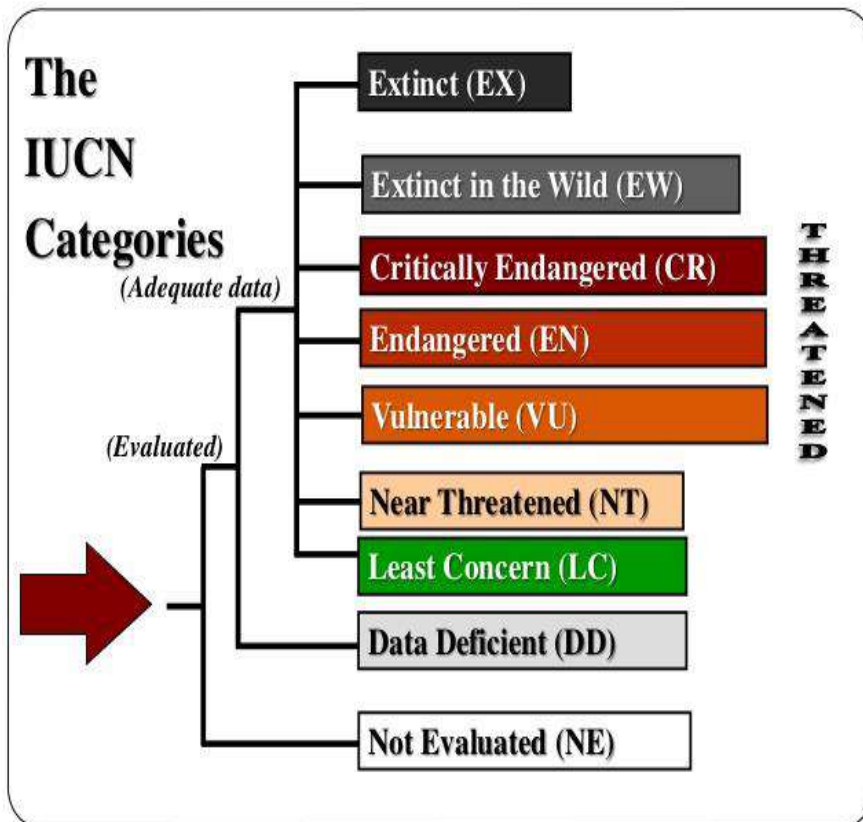 The
IUCN
Categories
(Adequate data)
(Evaluated)
Extinct (EX)
Extinct in the Wild (EW)
Critically Endangered (CR)
Endangered (EN)
Vulnerable (VU)
Near Threatened (NT)
Least Concern (LC)
Data Deficient (DD)
Not Evaluated (NE)
THREATENED